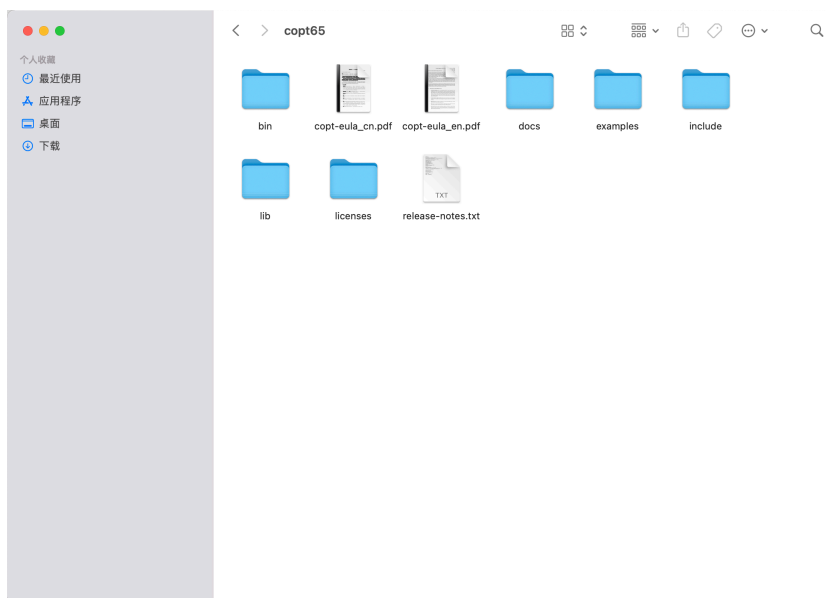 copt65
个人收藏
最近使用
应用程序
桌面
下载
bin
copt-eula_cn.pdf
copt-eula_en.pdf
docs
examples
include
lib
licenses
TXT
release-notes.txt